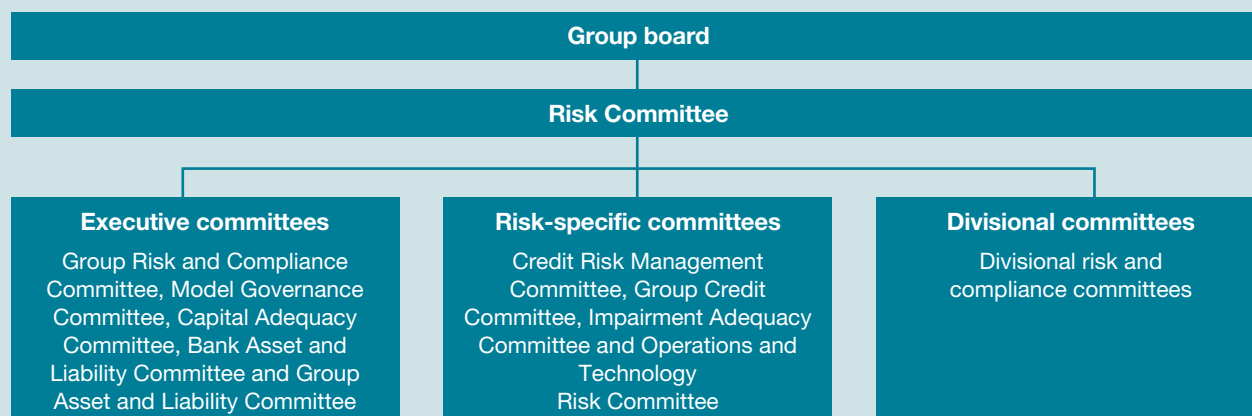 Group board
Risk Committee
Executive committees
Group Risk and Compliance
Committee, Model Governance
Committee, Capital Adequacy
Committee, Bank Asset and
Liability Committee and Group
Asset and Liability Committee
Risk-specific committees
Credit Risk Management
Committee, Group Credit
Committee, Impairment Adequacy
Committee and Operations and
Technology
Risk Committee
Divisional committees
Divisional risk and
compliance committees